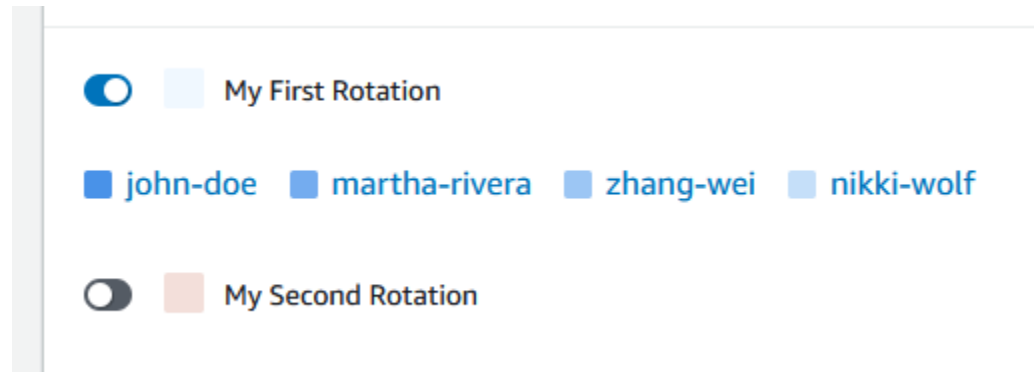 My First Rotation
john-doe martha-rivera zhang-wei nikki-wolf
My Second Rotation